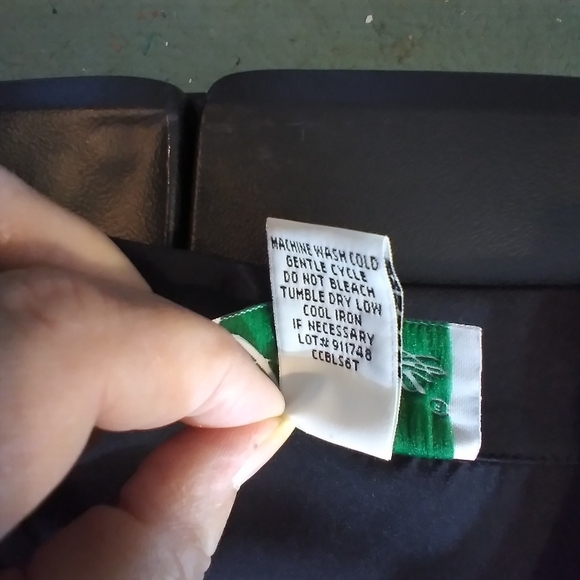 MACHINE WASH COLD
GENTLE CYCLE
DO NOT BLEACH
TUMBLE DRY LOW
COOL IRON
IF NECESSARY
LOT# 911748
CCBLS6T